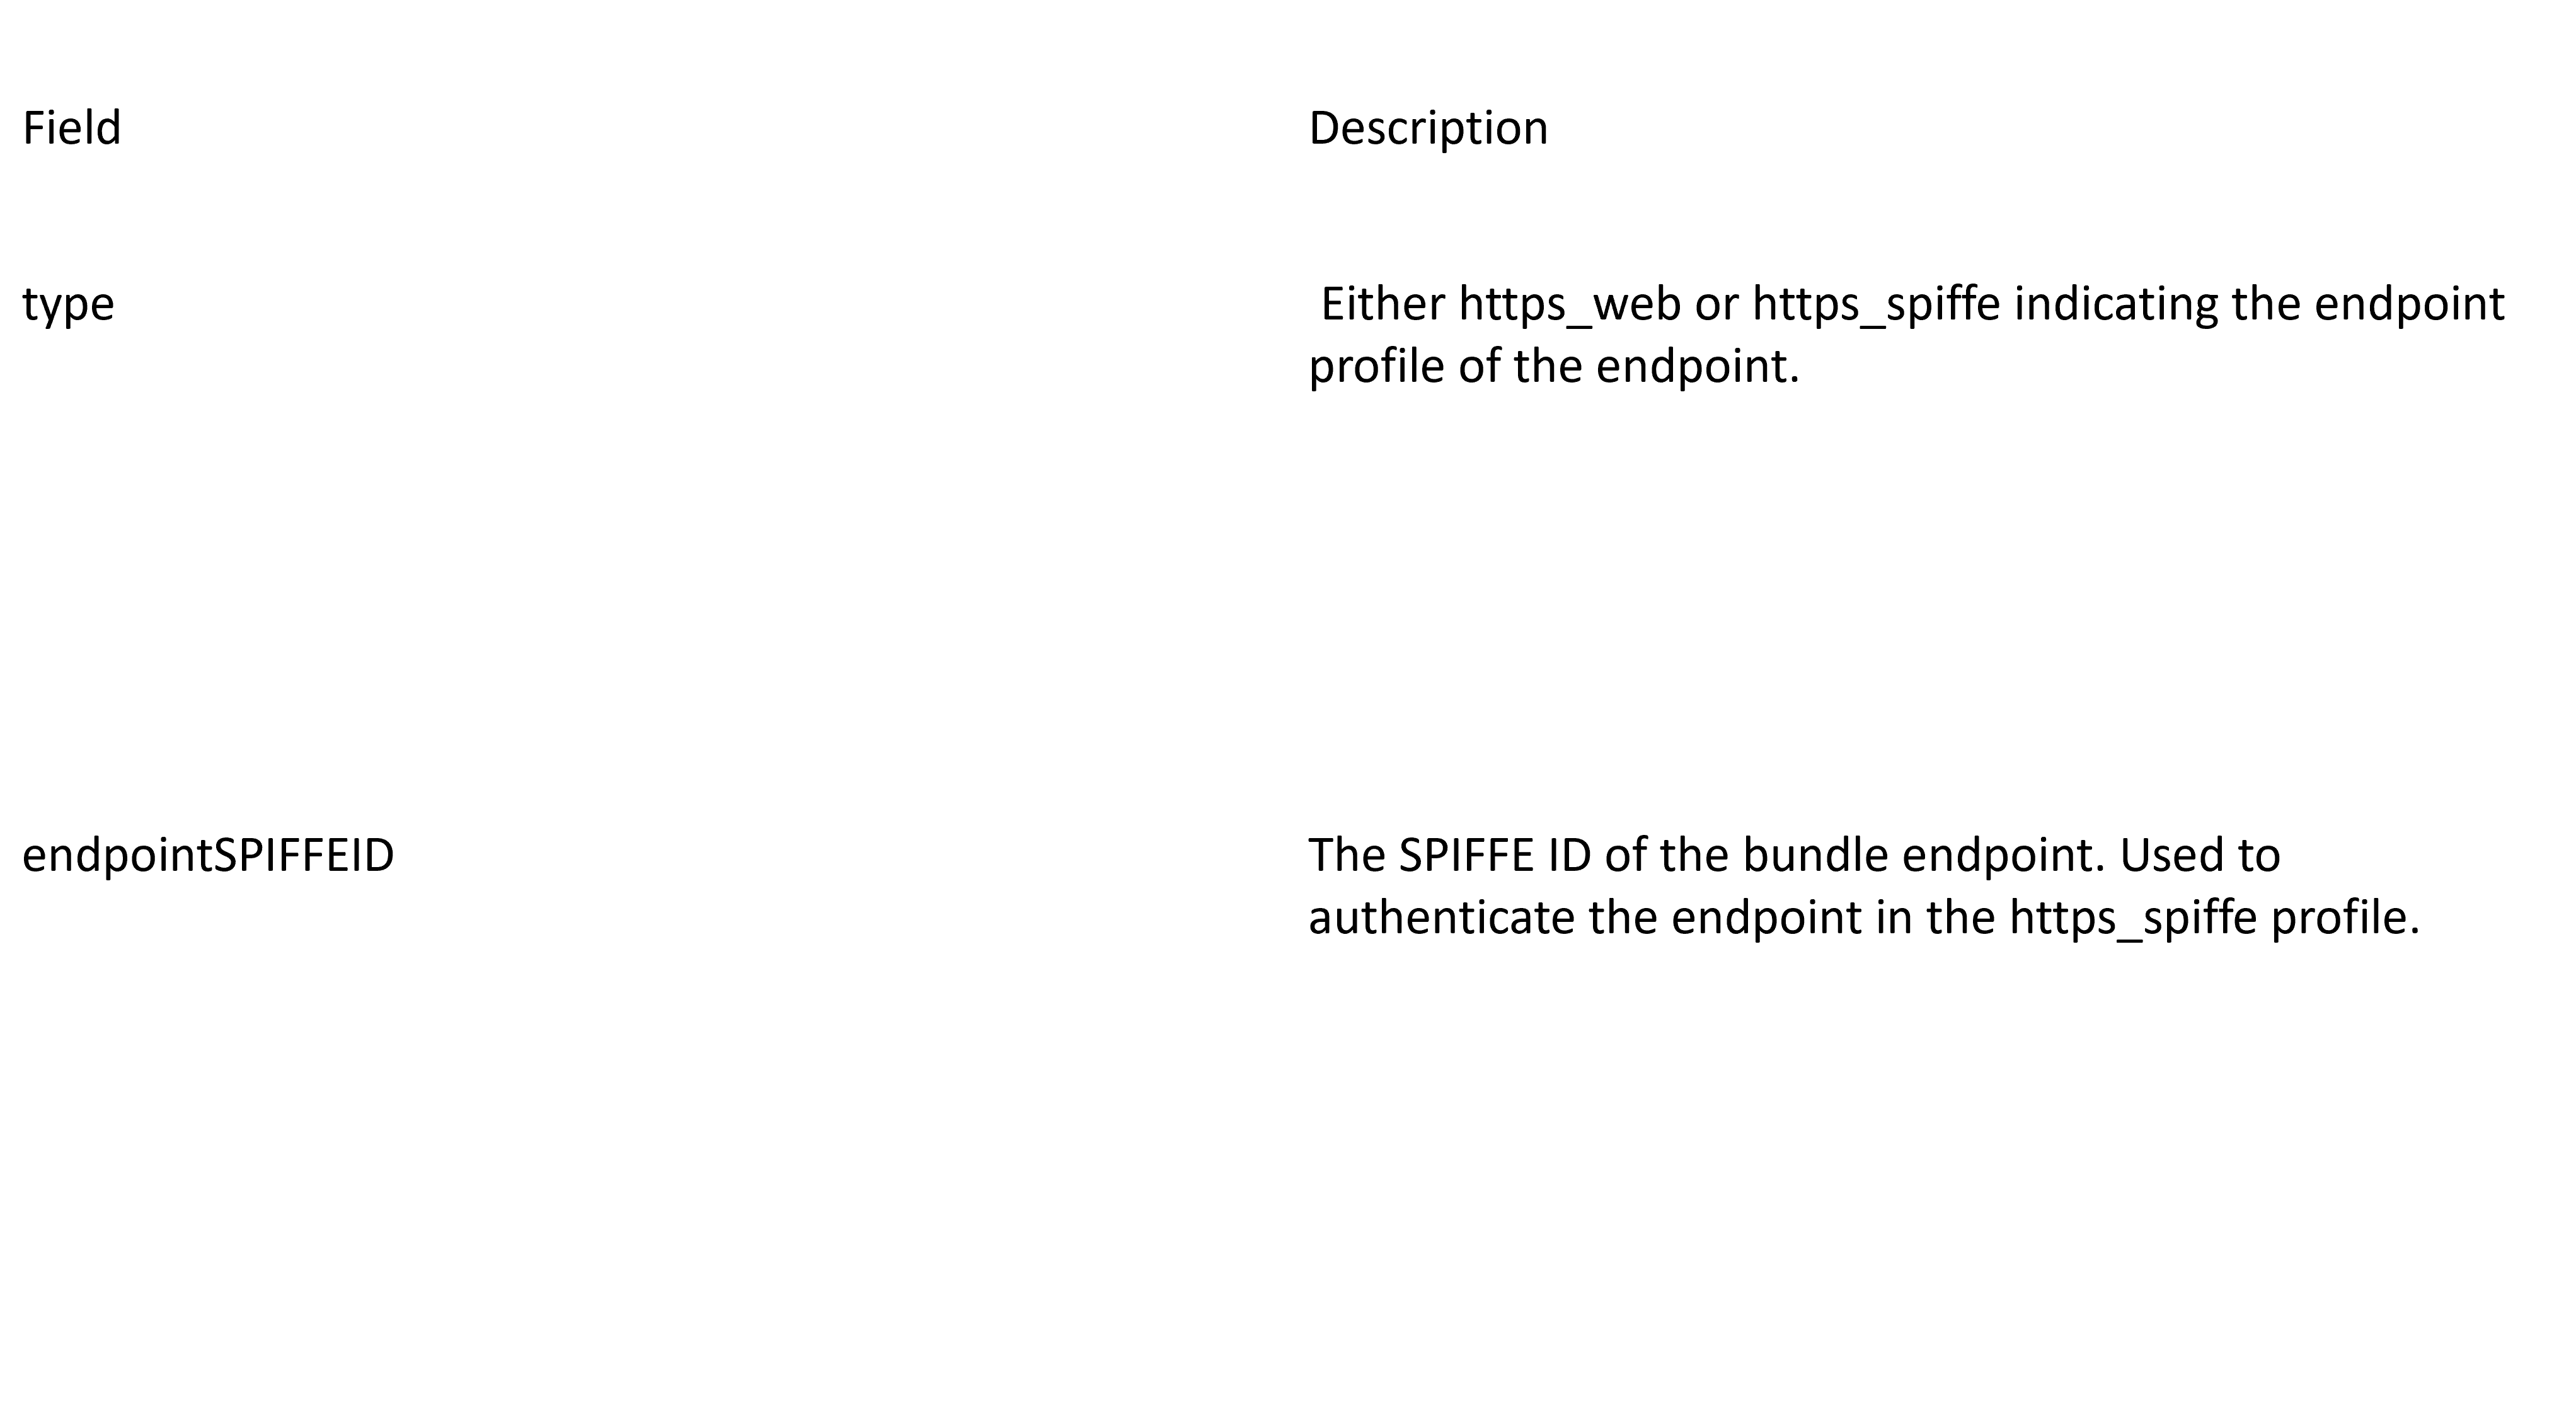 Field
Description
type
Either https_web or https_spiffe indicating the endpoint
profile of the endpoint.
endpointSPIFFEID
The SPIFFE ID of the bundle endpoint. Used to
authenticate the endpoint in the https_spiffe profile.